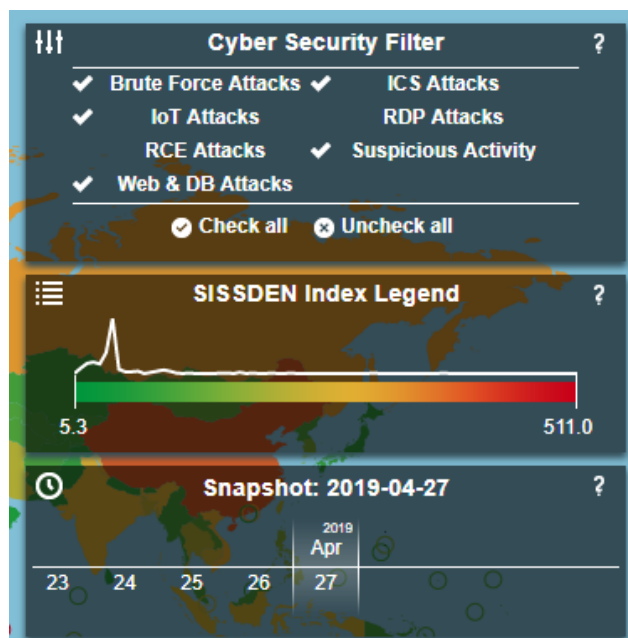 Cyber Security Filter ?
Brute Force Attacks ICS Attacks
IoT Attacks RDP Attacks
RCE Attacks Suspicious Activity
Web & DB Attacks
Check all Uncheck all
SISSDEN Index Legend ?
5.3 511.0
Snapshot: 2019-04-27 ?
2019
Apr
23 24 25 26 27